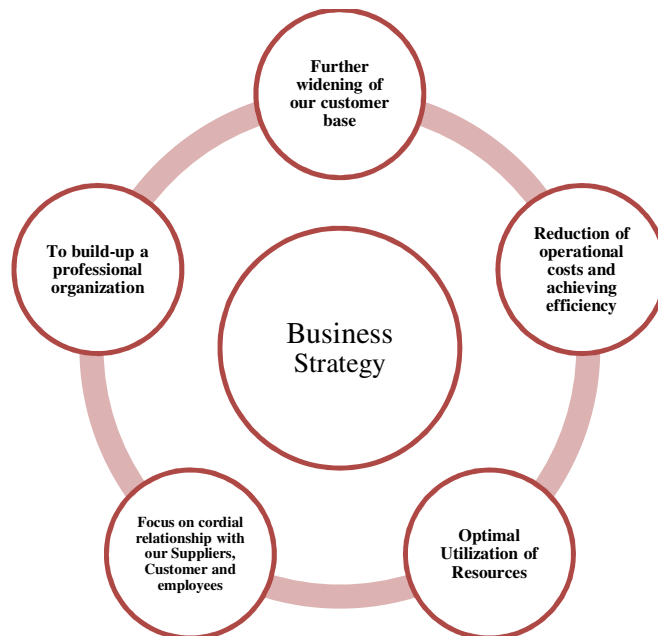 Further
widening of
our customer
base
Reduction of
operational
costs and
achieving
efficiency
Optimal
Utilization of
Resources
Focus on cordial
relationship with
our Suppliers,
Customer and
employees
To build-up a
professional
organization
Business
Strategy